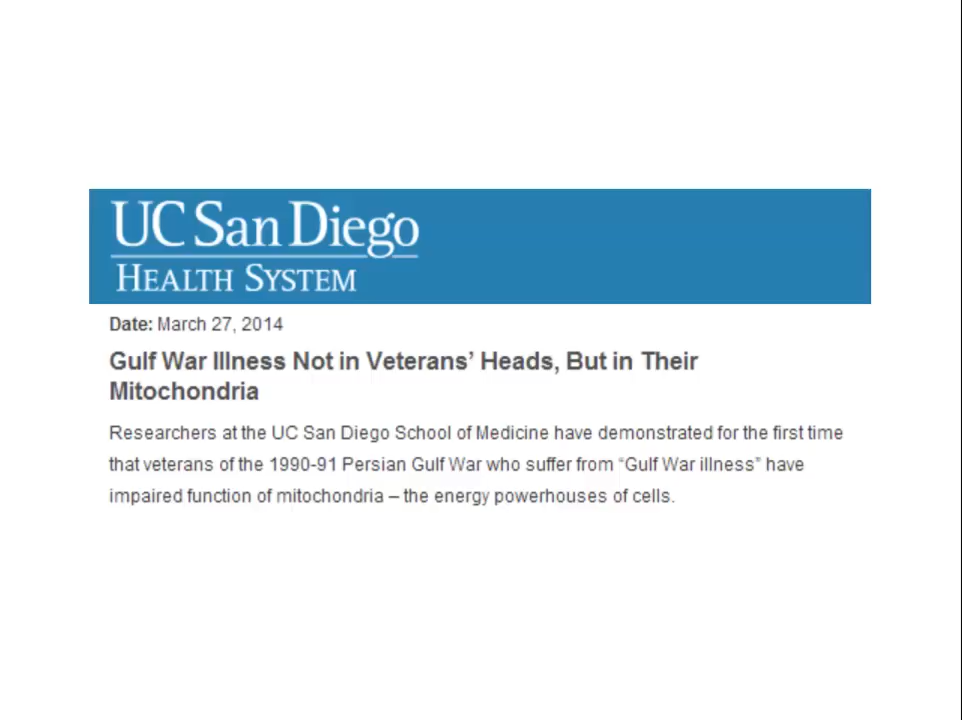 UC San Diego
HEALTH SYSTEM
Date: March 27, 2014
Gulf War Illness Not in Veterans’ Heads, But in Their
Mitochondria
Researchers at the UC San Diego School of Medicine have demonstrated for the first time
that veterans of the 1990-91 Persian Gulf War who suffer from “Gulf War illness” have
impaired function of mitochondria – the energy powerhouses of cells.